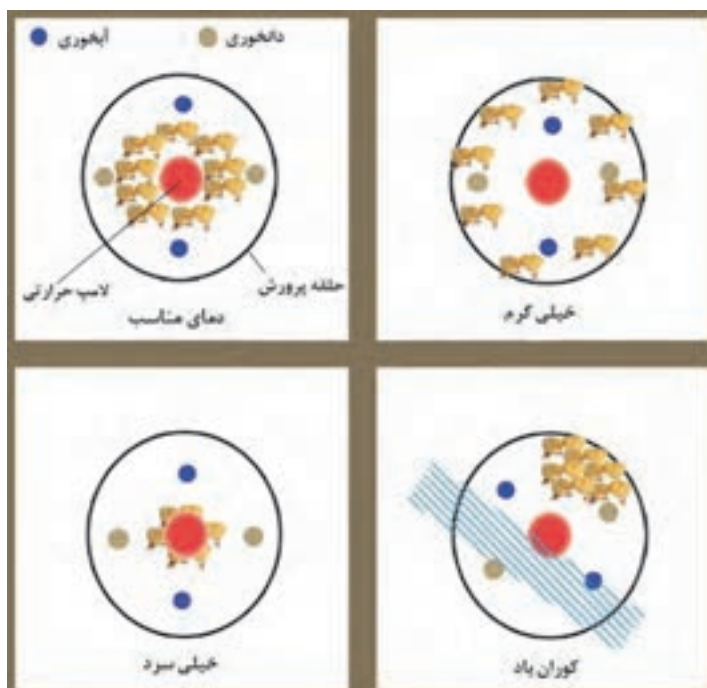 دانخوری
آبخوری
لامپ حرارتی
حلقه پرورش
دمای مناسب
خیلی گرم
خیلی سرد
کوران باد